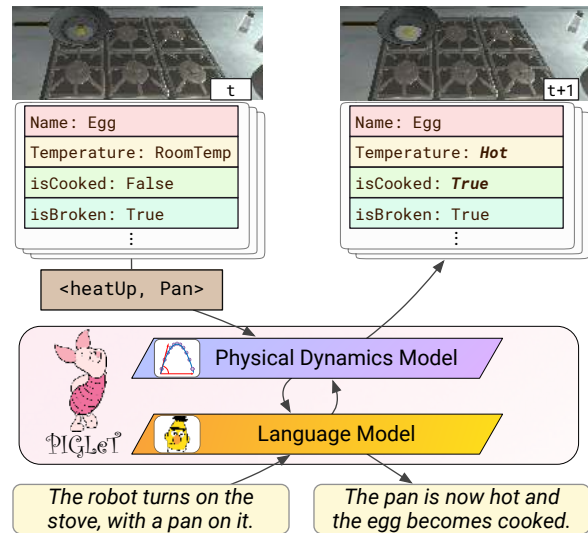 t
Name: Egg
Temperature: RoomTemp
isCooked: False
isBroken: True
⋮
t+1
Name: Egg
Temperature: Hot
isCooked: True
isBroken: True
⋮
<heatUp, Pan>
Physical Dynamics Model
PIGLeT
Language Model
The robot turns on the
stove, with a pan on it.
The pan is now hot and
the egg becomes cooked.